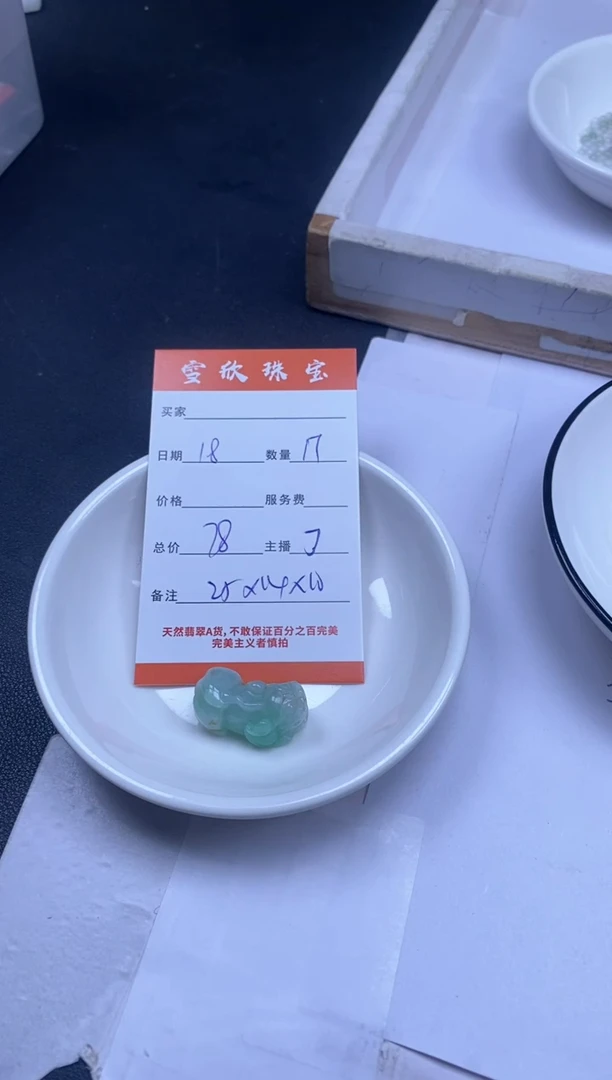 雪欣珠宝
买家
日期 18 数量 17
价格 服务费
总价 78 主播 J
备注 25×14×10
天然翡翠A货,不敢保证百分之百完美
完美主义者慎拍